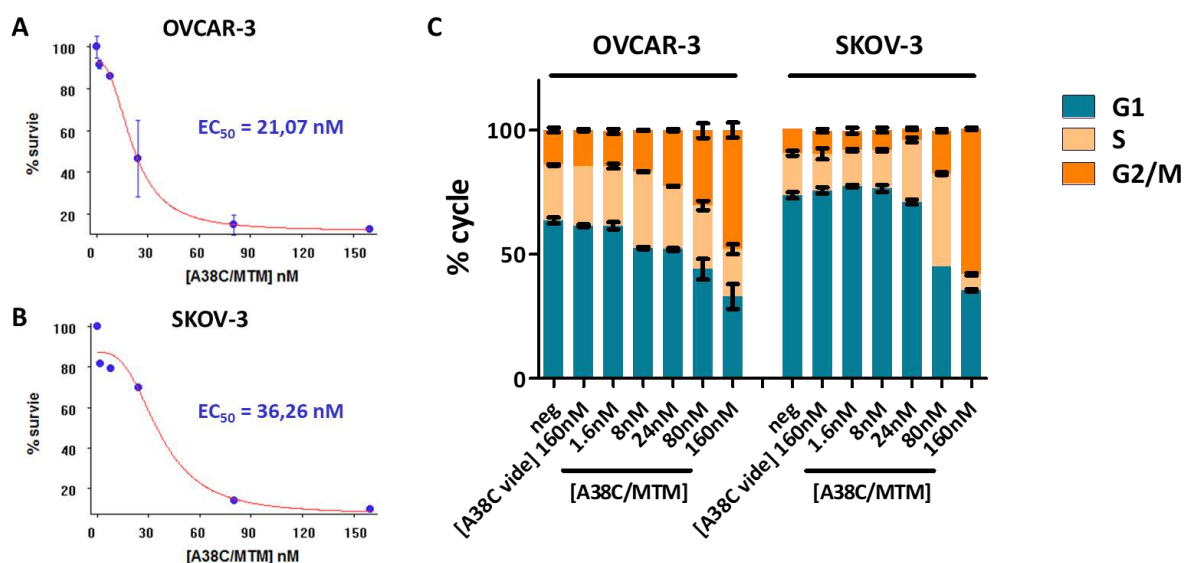 A
OVCAR-3
100
80
60
40
20
% survie
EC50 = 21,07 nM
0 30 60 90 120 150
[A38C/MTM] nM
B
SKOV-3
100
80
60
40
20
% survie
EC50 = 36,26 nM
0 30 60 90 120 150
[A38C/MTM] nM
C
OVCAR-3 SKOV-3
100
50
0
% cycle
neg
[A38C vide] 160nM
1.6nM
8nM
24nM
80nM
160nM
[A38C/MTM]
neg
[A38C vide] 160nM
1.6nM
8nM
24nM
80nM
160nM
[A38C/MTM]
G1
S
G2/M